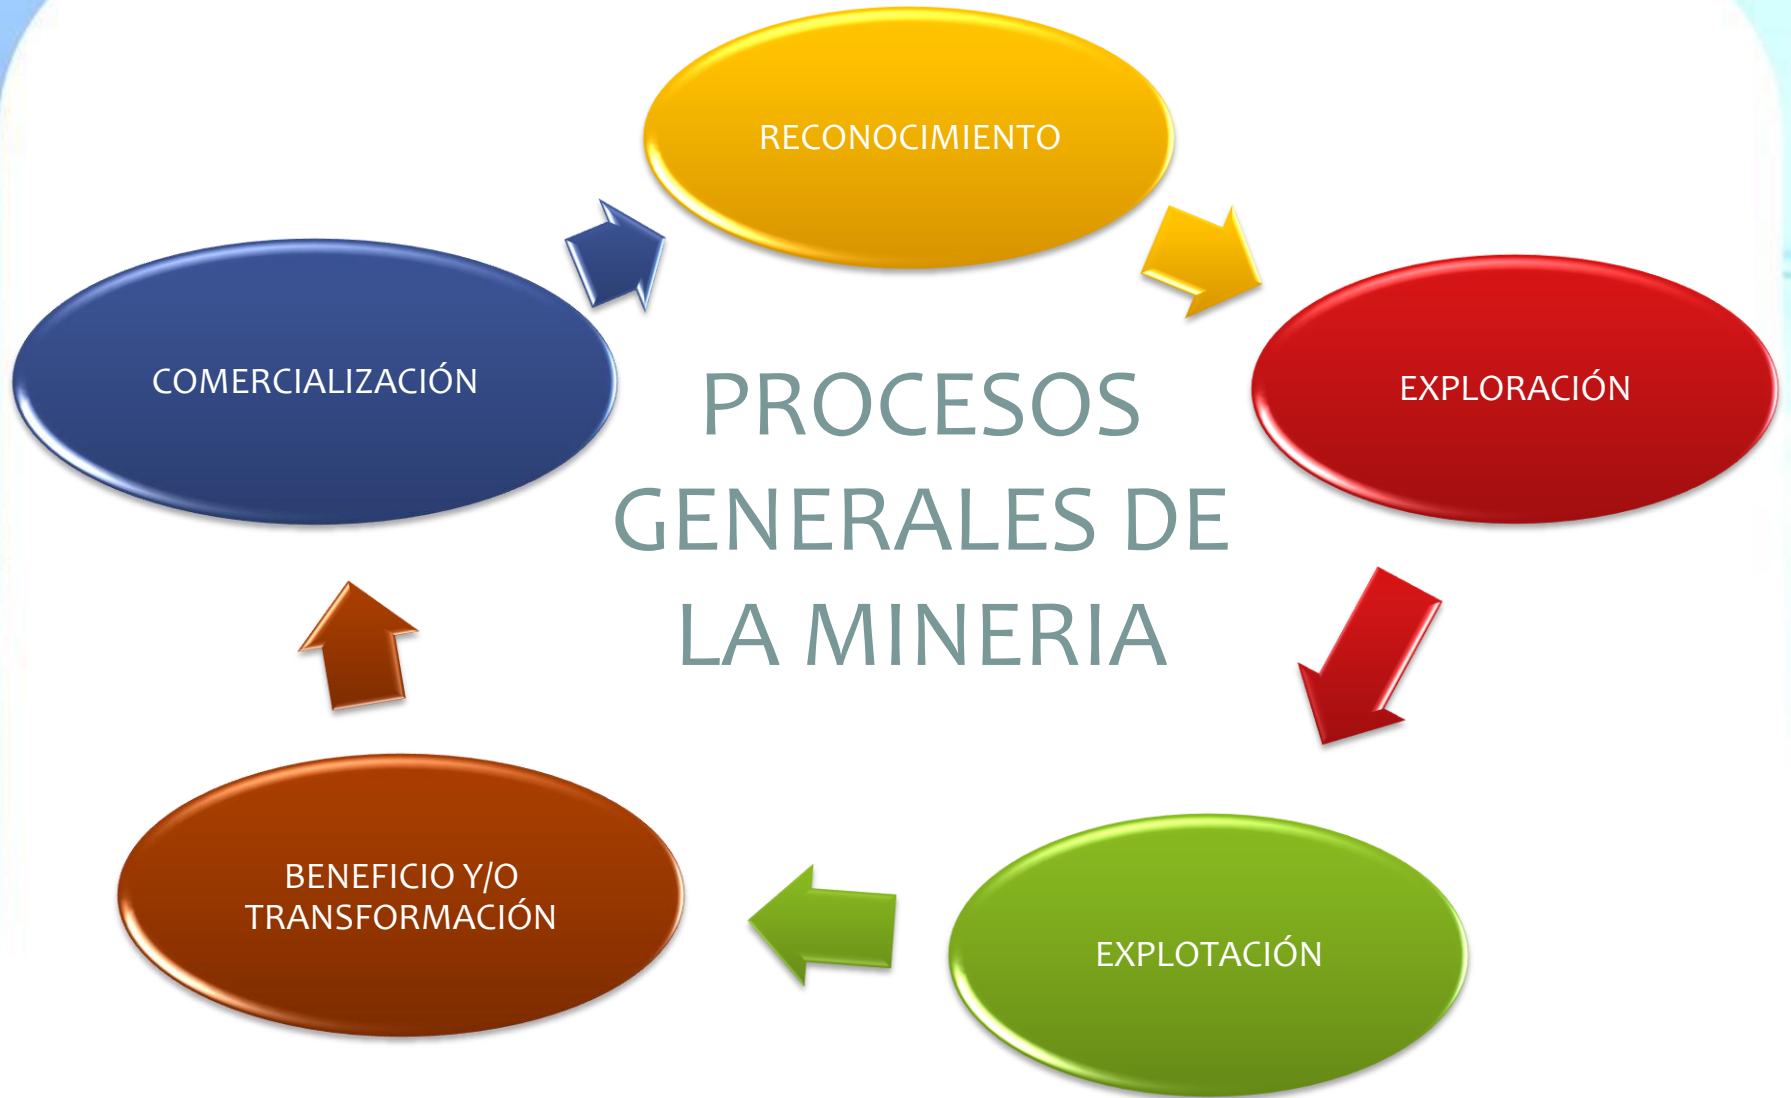 RECONOCIMIENTO
EXPLORACIÓN
EXPLOTACIÓN
BENEFICIO Y/O
TRANSFORMACIÓN
COMERCIALIZACIÓN
PROCESOS
GENERALES DE
LA MINERIA